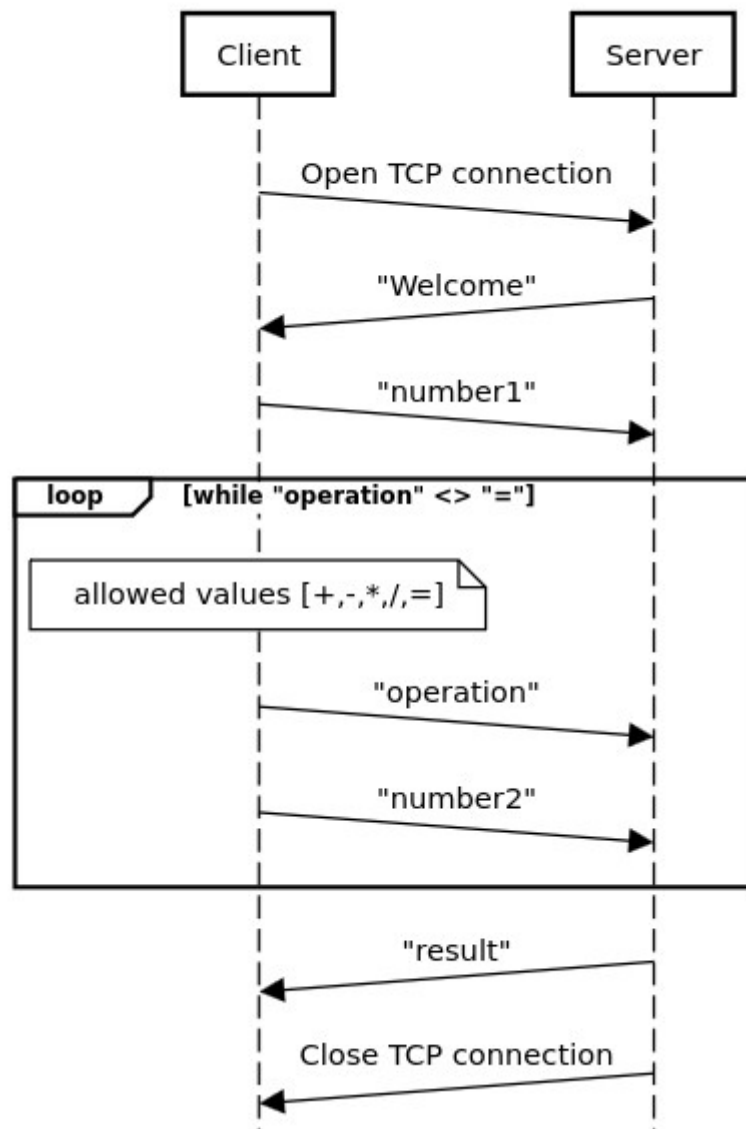 Client
Server
Open TCP connection
"Welcome"
"number1"
loop
[while "operation" <> "="]
allowed values [+,-,*,/,=]
"operation"
"number2"
"result"
Close TCP connection